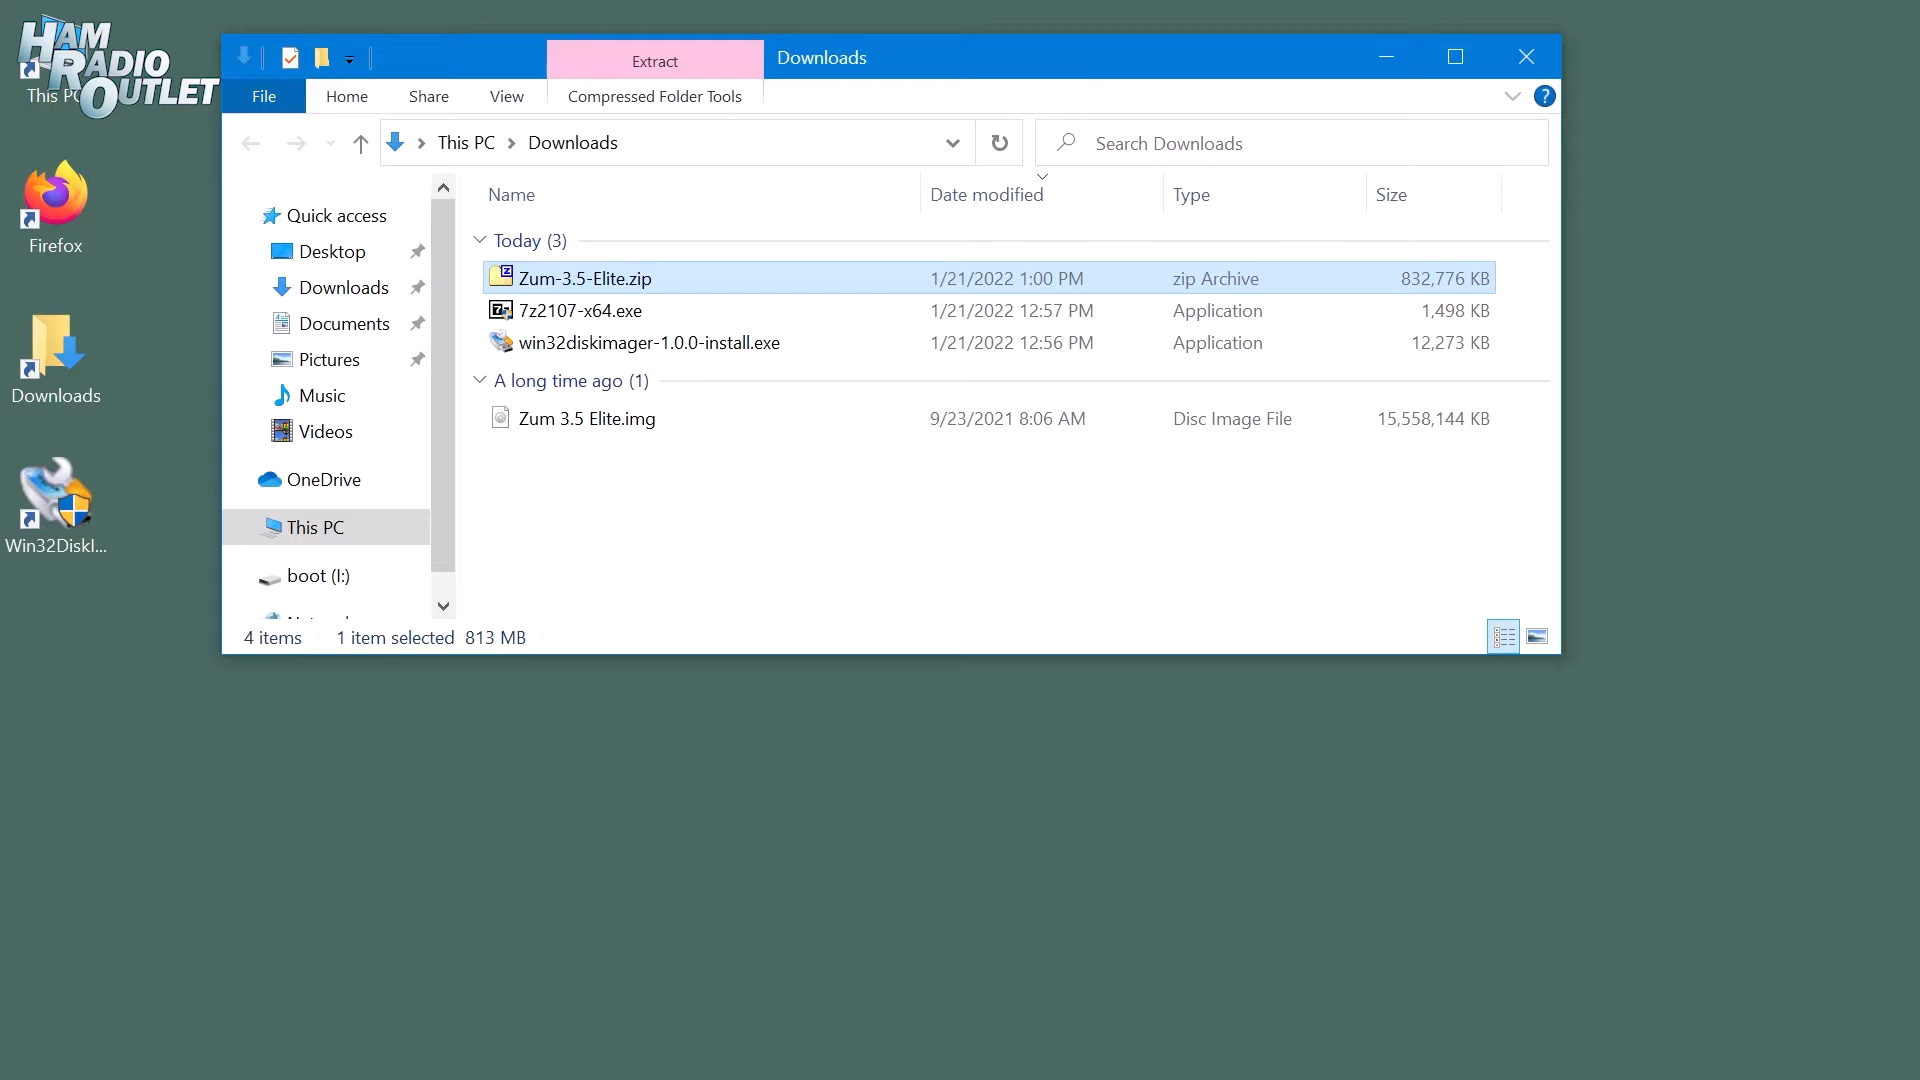 HAM RADIO OUTLET
This PC
Firefox
Downloads
Win32DiskI...
Extract
Downloads
File
Home
Share
View
Compressed Folder Tools
?
This PC
Downloads
Search Downloads
Quick access
Desktop
Downloads
Documents
Pictures
Music
Videos
OneDrive
This PC
boot (I:)
Name
Date modified
Type
Size
Today (3)
Zum-3.5-Elite.zip 1/21/2022 1:00 PM zip Archive 832,776 KB
7z2107-x64.exe 1/21/2022 12:57 PM Application 1,498 KB
win32diskimager-1.0.0-install.exe 1/21/2022 12:56 PM Application 12,273 KB
A long time ago (1)
Zum 3.5 Elite.img 9/23/2021 8:06 AM Disc Image File 15,558,144 KB
4 items 1 item selected 813 MB